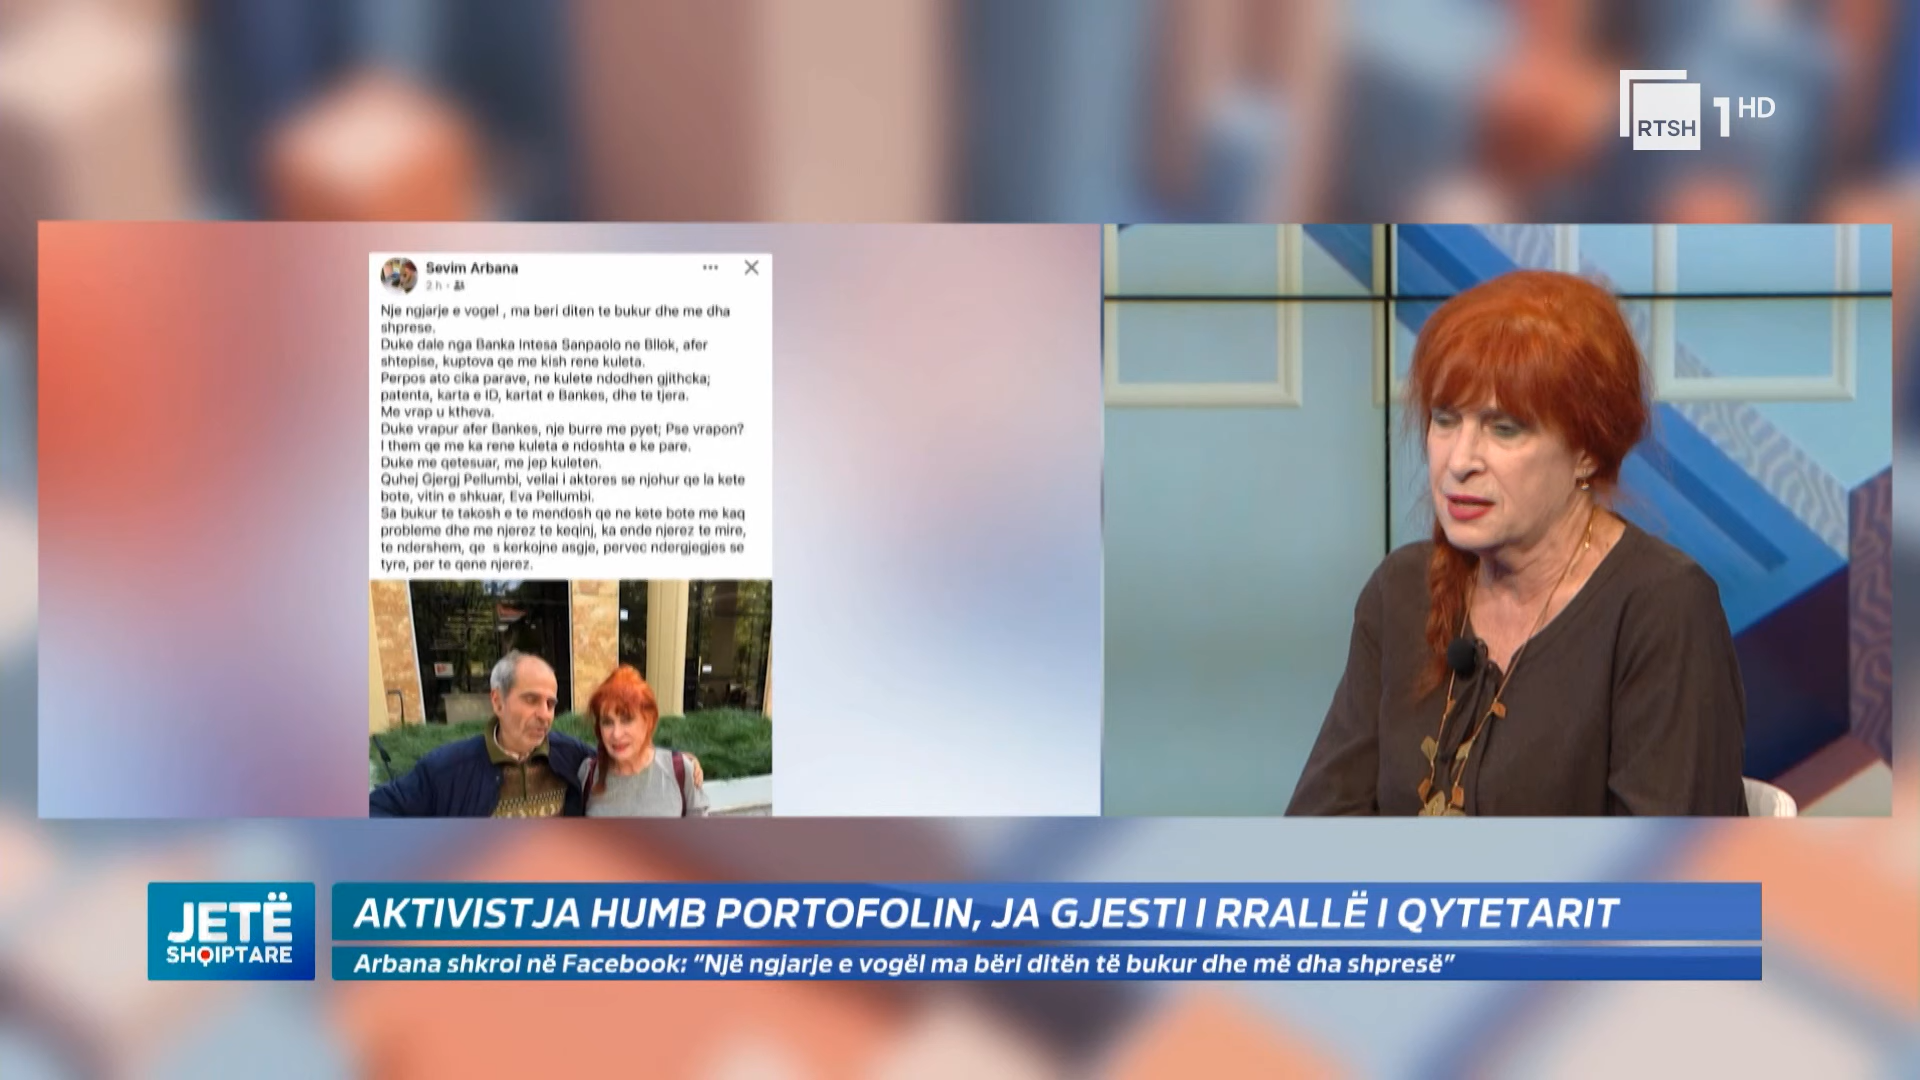 RTSH 1 HD
Sevim Arbana
2 h
Nje ngjarje e vogel , ma beri diten te bukur dhe me dha
shprese.
Duke dale nga Banka Intesa Sanpaolo ne Bllok, afer
shtepise, kuptova qe me kish rene kuleta.
Perpos ato cika parave, ne kulete ndodhen gjithcka;
patenta, karta e ID, kartat e Bankes, dhe te tjera.
Me vrap u ktheva.
Duke vrapur afer Bankes, nje burre me pyet; Pse vrapon?
I them qe me ka rene kuleta e ndoshta e ke pare.
Duke me qetesuar, me jep kuleten.
Quhej Gjergj Pellumbi, vellai i aktores se njohur qe la kete
bote, vitin e shkuar, Eva Pellumbi.
Sa bukur te takosh e te mendosh qe ne kete bote me kaq
probleme dhe me njerez te keqinj, ka ende njerez te mire,
te ndershem, qe s kerkojne asgje, pervec ndergjegjes se
tyre, per te qene njerez.
JETË
SHQIPTARE
AKTIVISTJA HUMB PORTOFOLIN, JA GJESTI I RRALLË I QYTETARIT
Arbana shkroi në Facebook: “Një ngjarje e vogël ma bëri ditën të bukur dhe më dha shpresë”